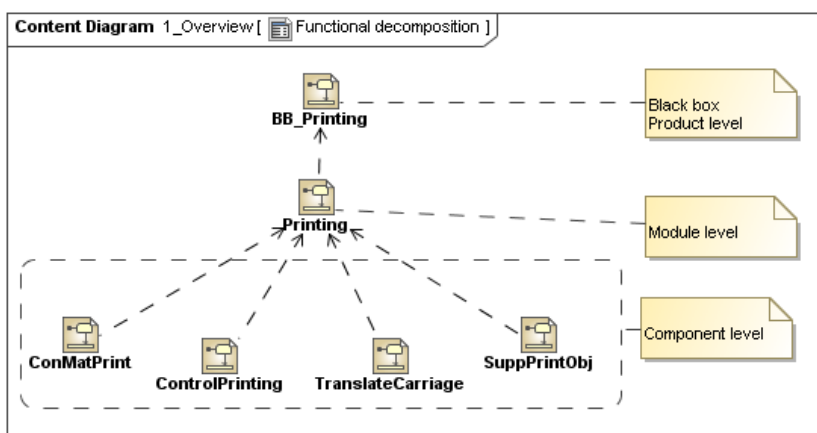 Content Diagram 1_Overview [ Functional decomposition ]
BB_Printing
Black box
Product level
Printing
Module level
ConMatPrint
ControlPrinting
TranslateCarriage
SuppPrintObj
Component level